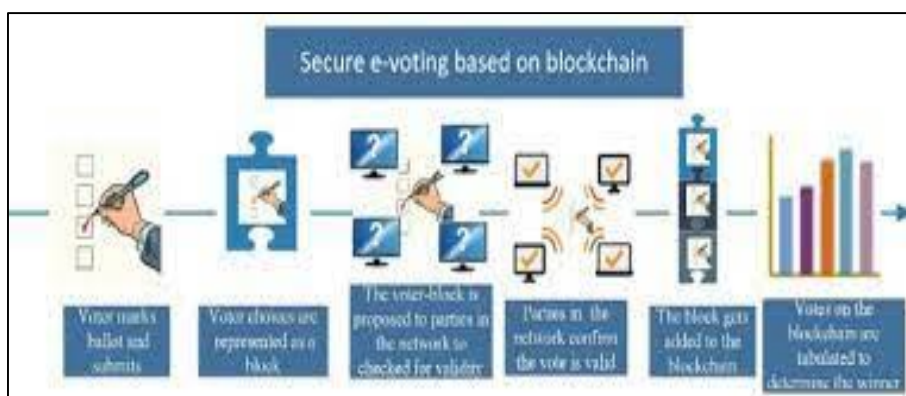 Secure e-voting based on blockchain
Voter marks
ballot and
submits
Voter choices are
represented as a
block
The voter-block is
proposed to parties in
the network to
checked for validity
Parties in the
network confirm
the vote is valid
The block gets
added to the
blockchain
Voter on the
blockchain are
tabulated to
determine the winner